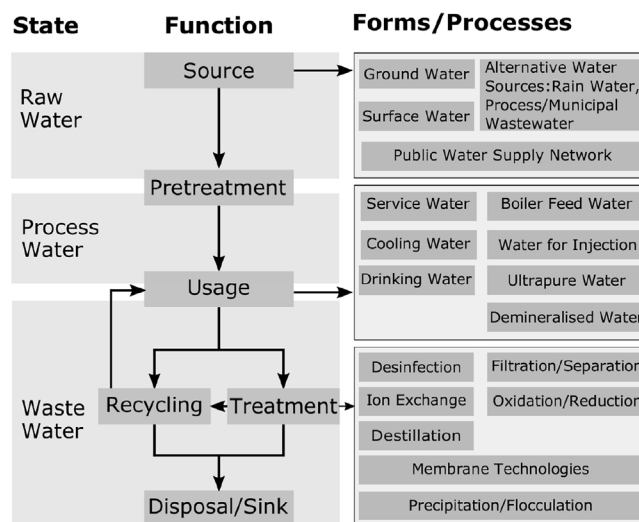 State
Function
Forms/Processes
Raw
Water
Source
Ground Water
Alternative Water
Sources:Rain Water,
Process/Municipal
Wastewater
Surface Water
Public Water Supply Network
Pretreatment
Process
Water
Service Water
Boiler Feed Water
Cooling Water
Water for Injection
Drinking Water
Ultrapure Water
Demineralised Water
Usage
Waste
Water
Recycling
Treatment
Desinfection
Filtration/Separation
Ion Exchange
Oxidation/Reduction
Destillation
Membrane Technologies
Precipitation/Flocculation
Disposal/Sink